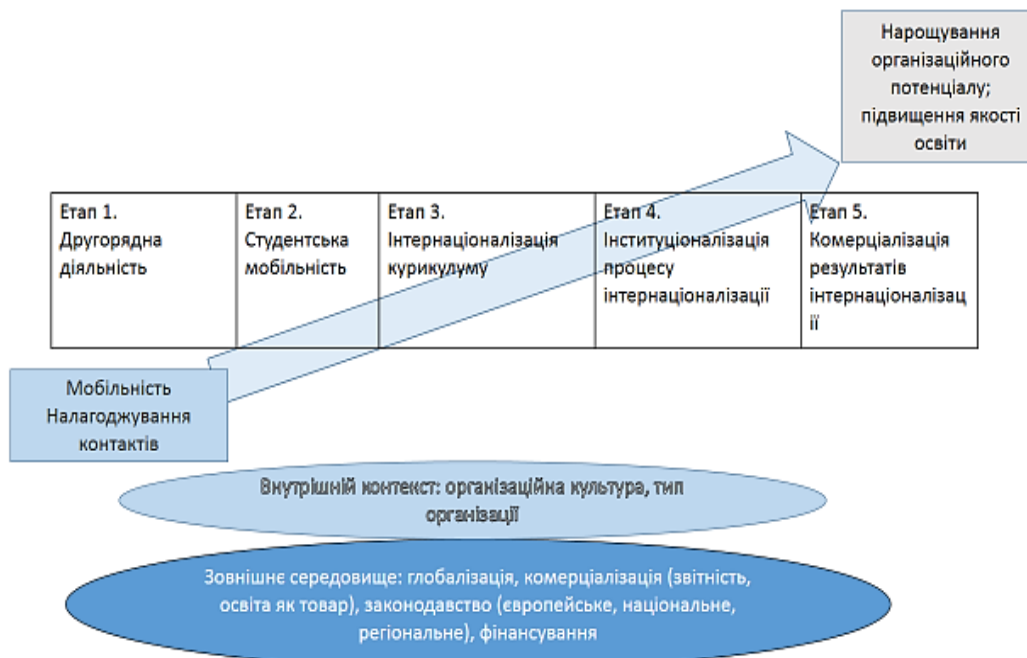 Нарощування
організаційного
потенціалу;
підвищення якості
освіти
Етап 1.
Другорядна
діяльність
Етап 2.
Студентська
мобільність
Етап 3.
Інтернаціоналізація
курикулуму
Етап 4.
Інституціоналізація
процесу
інтернаціоналізації
Етап 5.
Комерціалізація
результатів
інтернаціоналізац
ії
Мобільність
Налагоджування
контактів
Внутрішній контекст: організаційна культура, тип
організації
Зовнішнє середовище: глобалізація, комерціалізація (звітність,
освіта як товар), законодавство (європейське, національне,
регіональне), фінансування